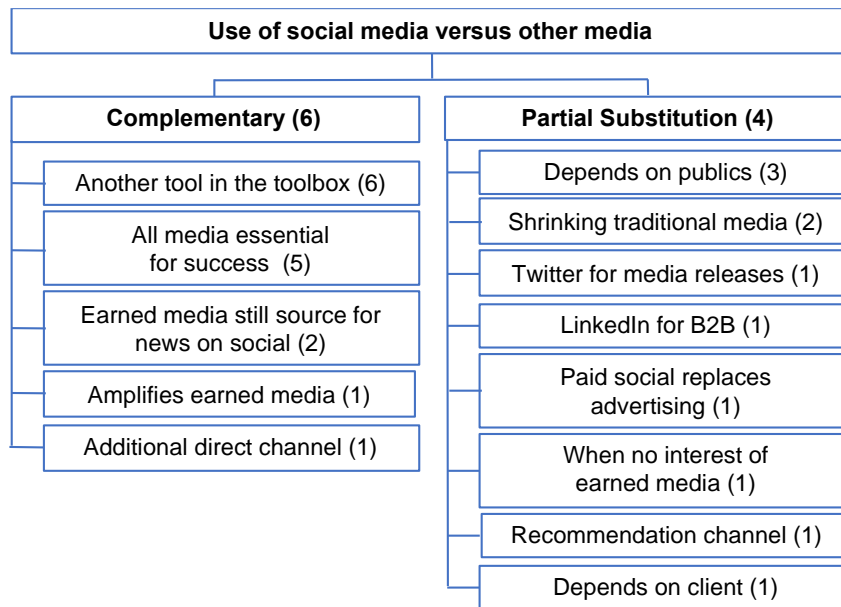 Use of social media versus other media
Complementary (6)
Another tool in the toolbox (6)
All media essential
for success (5)
Earned media still source for
news on social (2)
Amplifies earned media (1)
Additional direct channel (1)
Partial Substitution (4)
Depends on publics (3)
Shrinking traditional media (2)
Twitter for media releases (1)
LinkedIn for B2B (1)
Paid social replaces
advertising (1)
When no interest of
earned media (1)
Recommendation channel (1)
Depends on client (1)